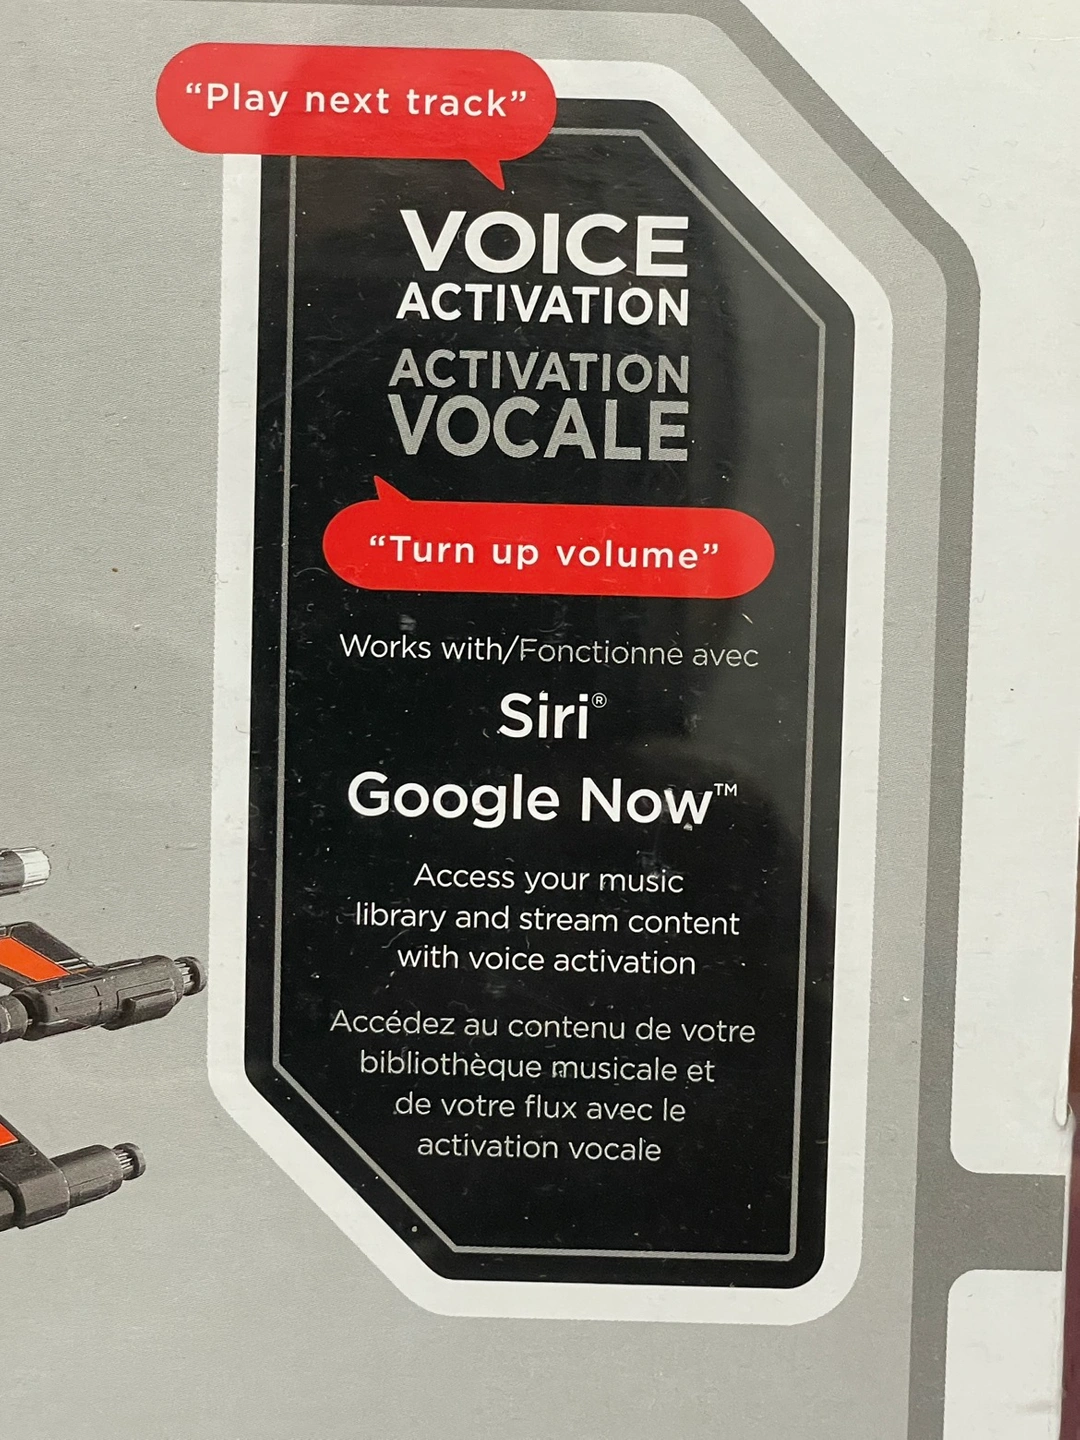 “Play next track”
VOICE
ACTIVATION
ACTIVATION
VOCALE
“Turn up volume”
Works with/Fonctionne avec
Siri®
Google Now™
Access your music
library and stream content
with voice activation
Accédez au contenu de votre
bibliothèque musicale et
de votre flux avec le
activation vocale